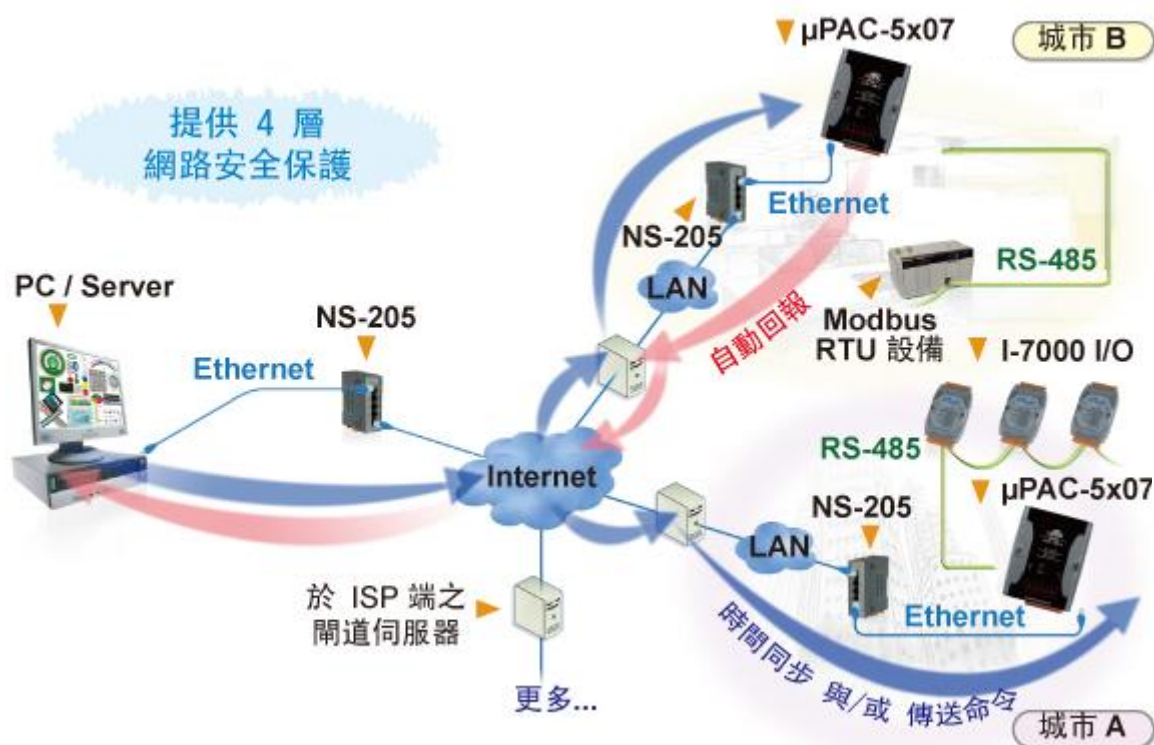 µPAC-5x07
城市 B
提供 4 層
網路安全保護
NS-205
Ethernet
LAN
RS-485
PC / Server
NS-205
Ethernet
自動回報
Modbus
RTU 設備
I-7000 I/O
RS-485
Internet
µPAC-5x07
NS-205
LAN
於 ISP 端之
閘道伺服器
Ethernet
時間同步 與/或 傳送命令
更多...
城市 A